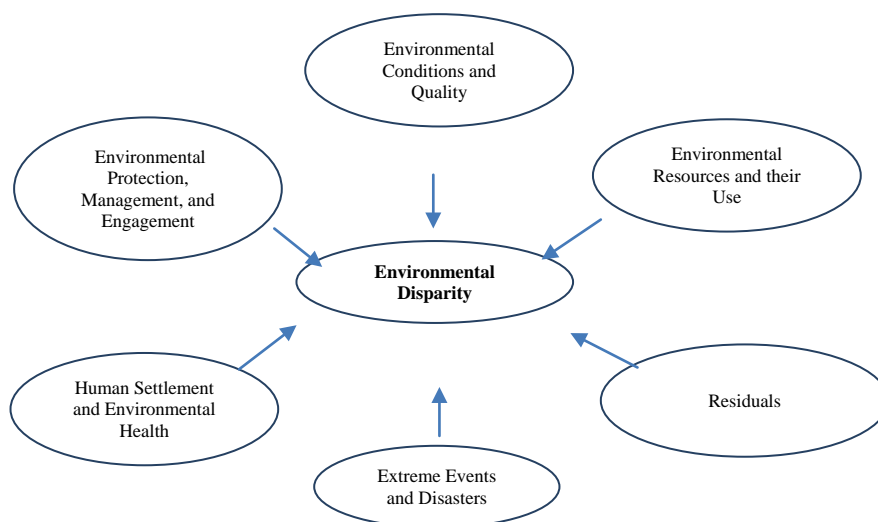 Environmental
Conditions and
Quality
Environmental
Protection,
Management, and
Engagement
Environmental
Resources and their
Use
Environmental
Disparity
Human Settlement
and Environmental
Health
Residuals
Extreme Events
and Disasters